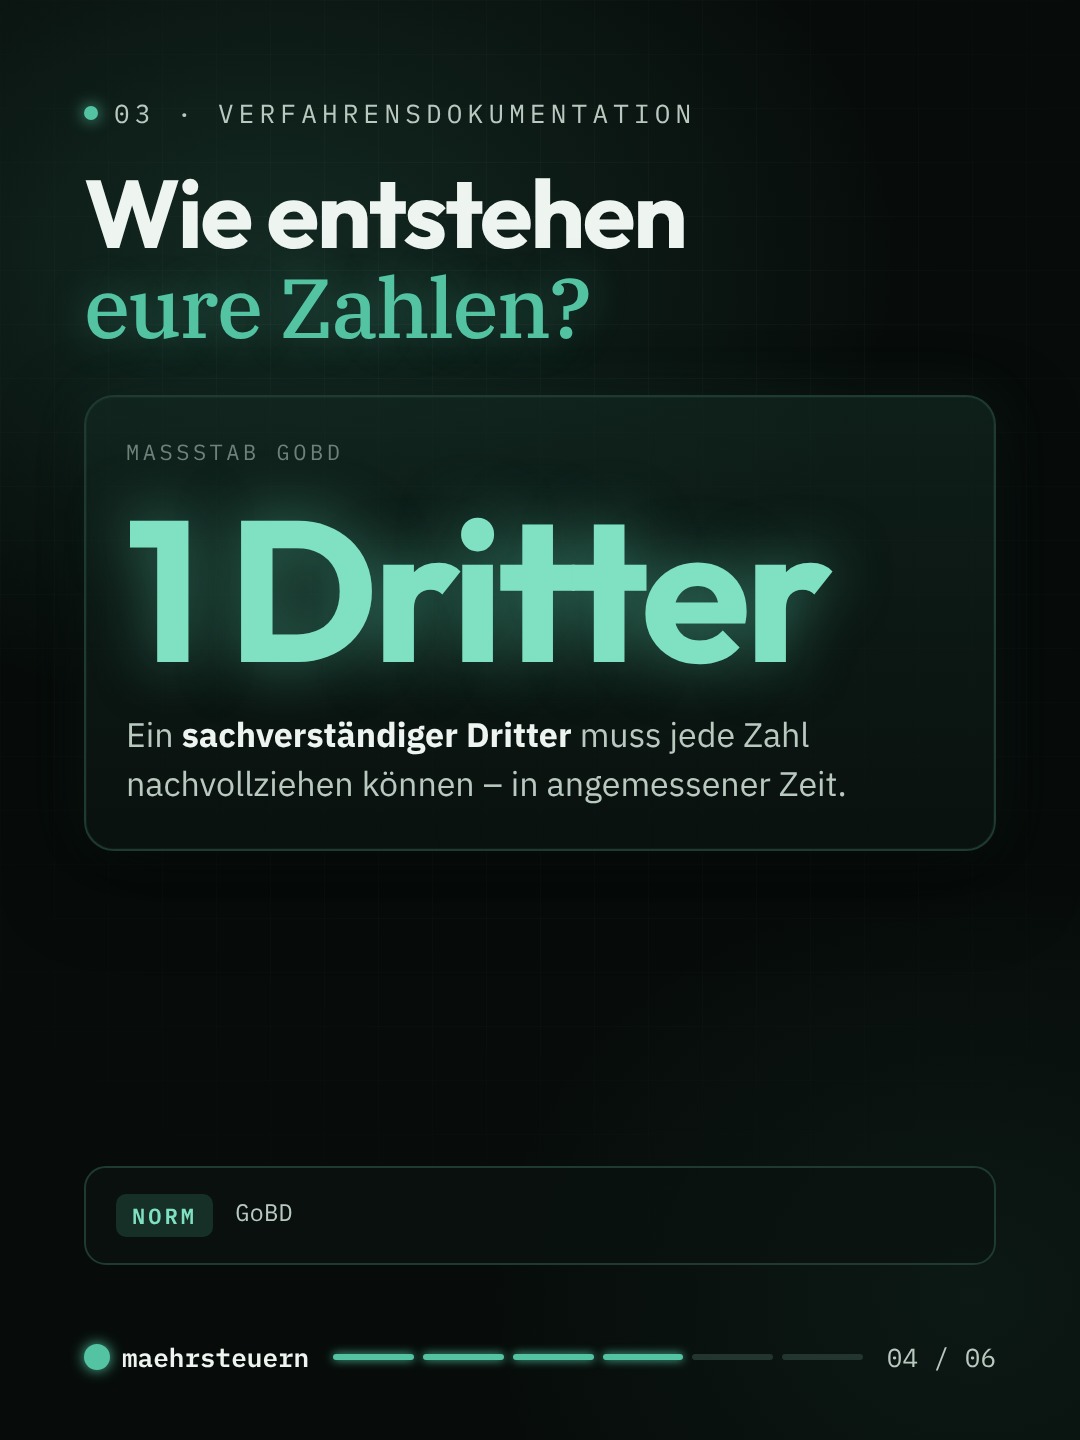 03 · VERFAHRENSDOKUMENTATION
Wie entstehen
eure Zahlen?
MASSSTAB GOBD
1 Dritter
Ein sachverständiger Dritter muss jede Zahl
nachvollziehen können – in angemessener Zeit.
NORM GoBD
maehrsteuern 04 / 06